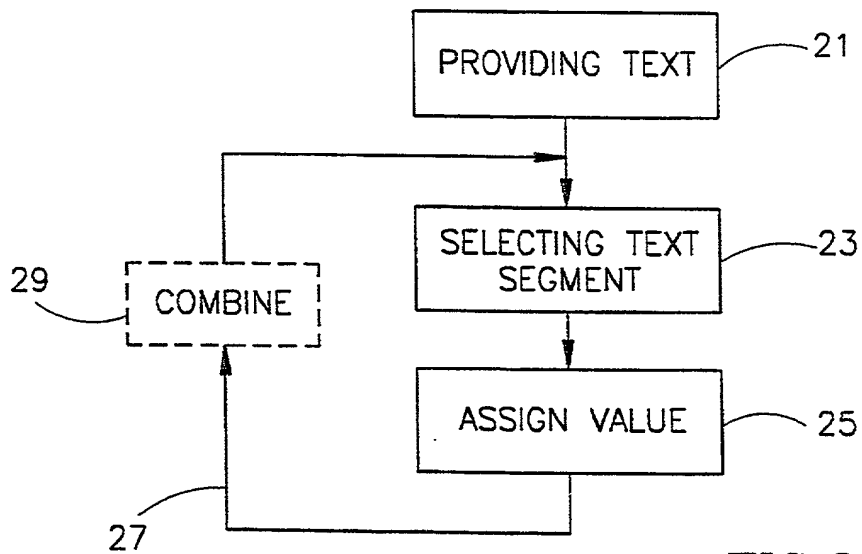 PROVIDING TEXT
21
SELECTING TEXT
SEGMENT
23
29
COMBINE
ASSIGN VALUE
25
27